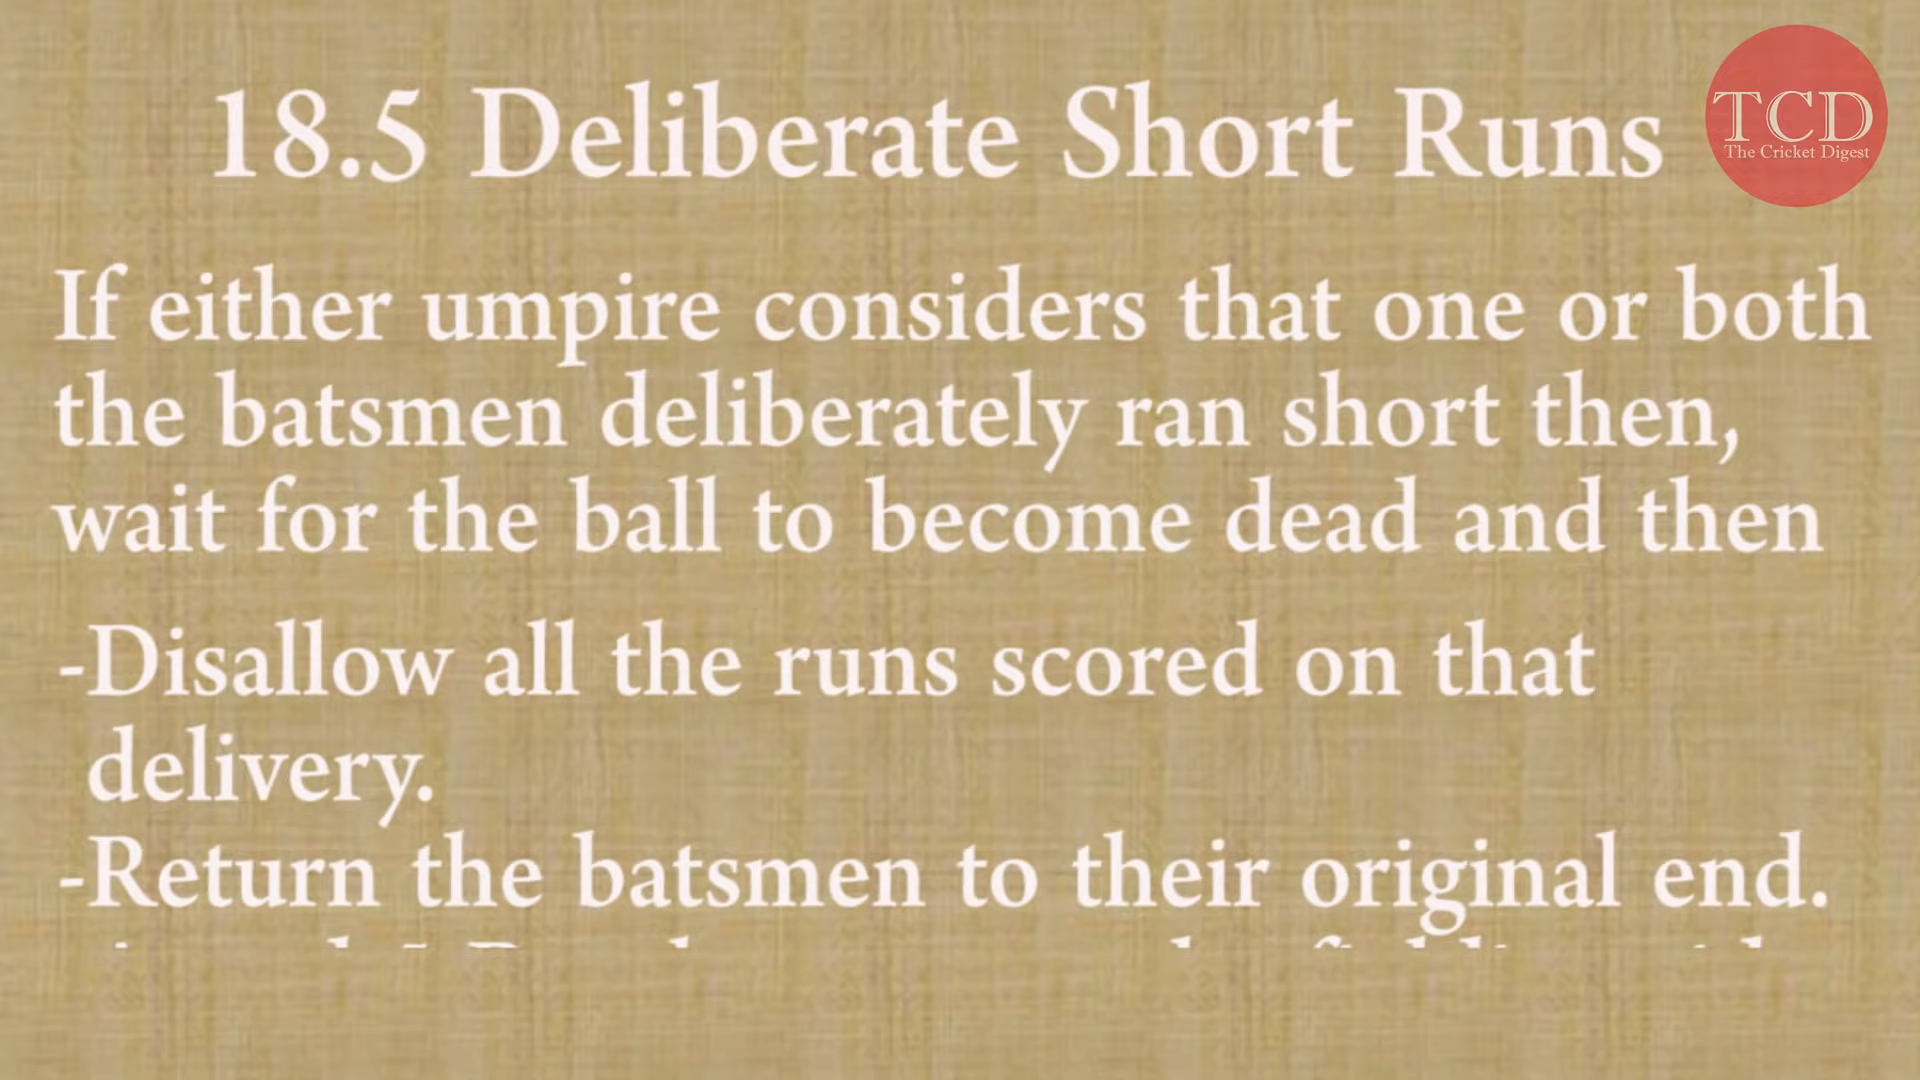 18.5 Deliberate Short Runs
TCD
The Cricket Digest
If either umpire considers that one or both
the batsmen deliberately ran short then,
wait for the ball to become dead and then
-Disallow all the runs scored on that
delivery.
-Return the batsmen to their original end.